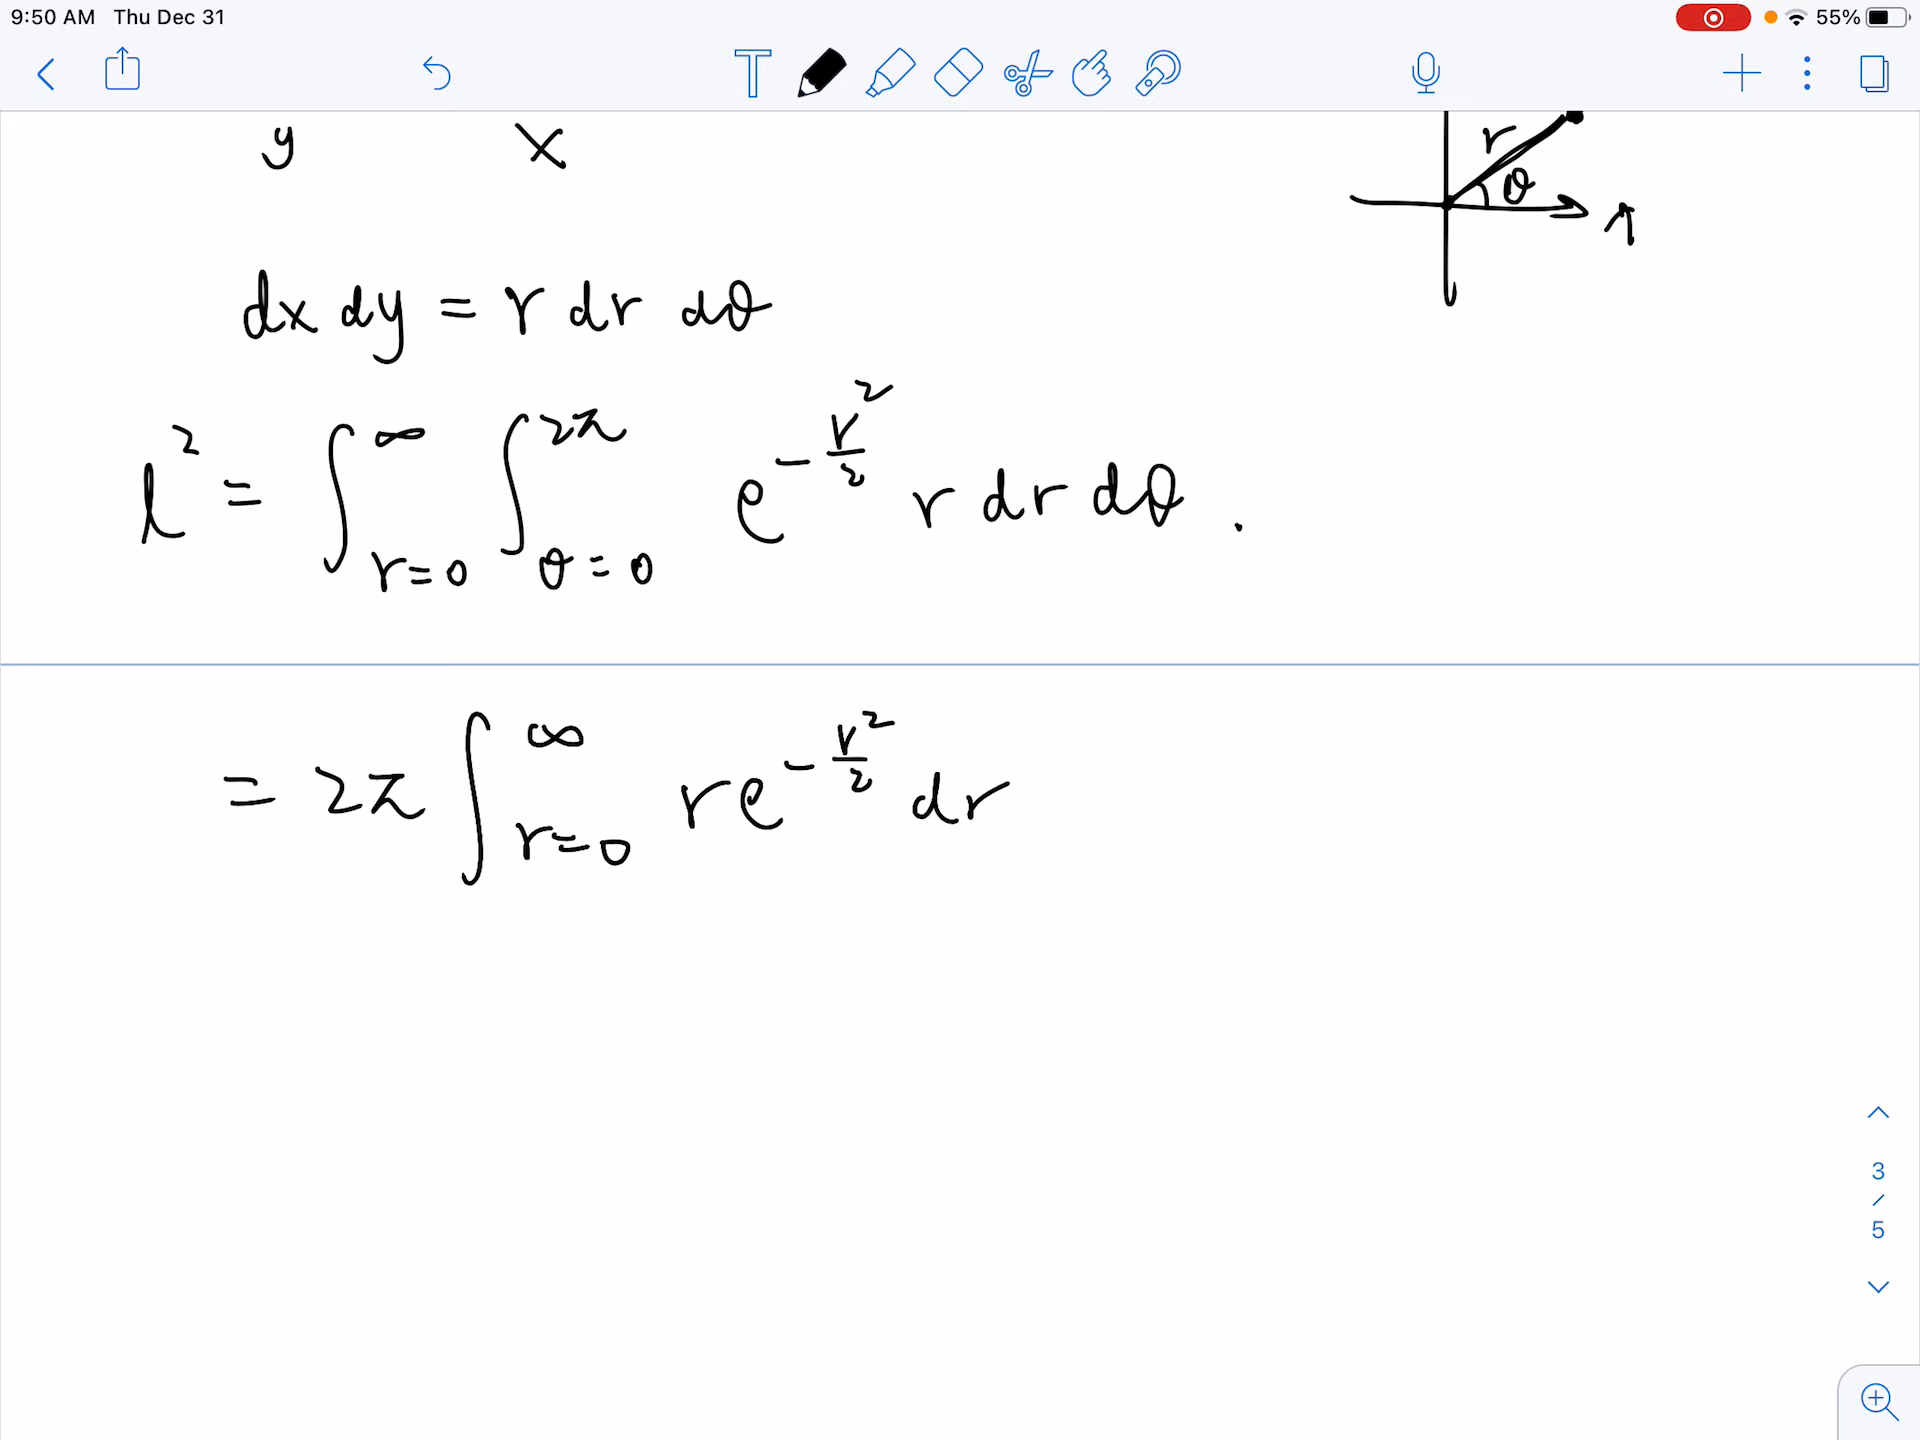 9:50 AM Thu Dec 31 55%
T
y x
r
θ
dx dy = r dr dθ
l² = ∫_{r=0}^{∞} ∫_{θ=0}^{2π} e^{-r²/2} r dr dθ .
= 2π ∫_{r=0}^{∞} r e^{-r²/2} dr
3
/
5